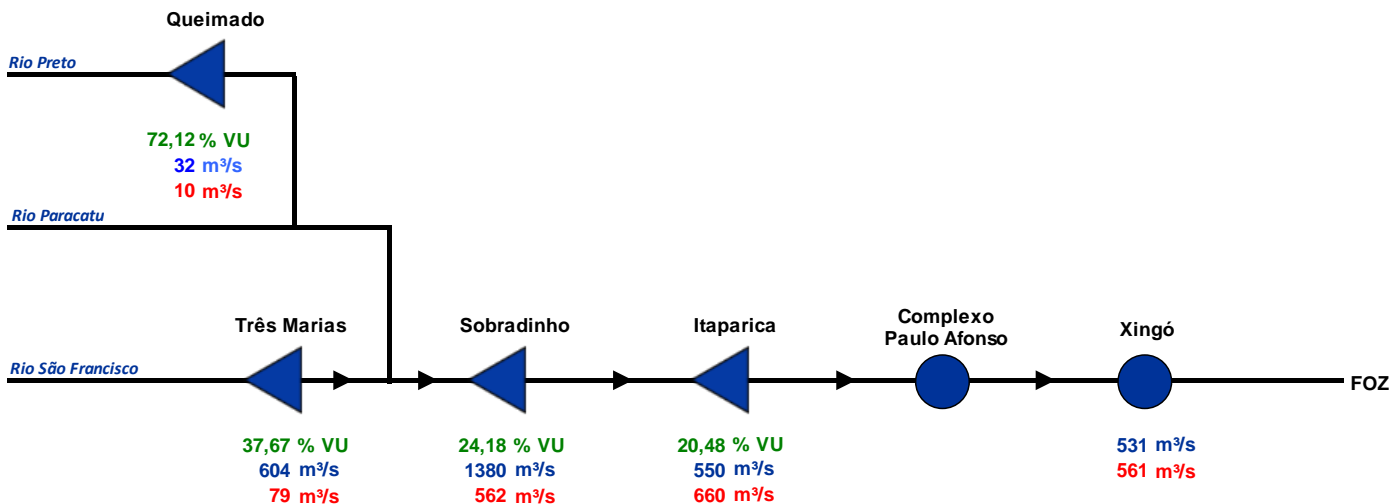 Queimado
Rio Preto
72,12 % VU
32 m³/s
10 m³/s
Rio Paracatu
Três Marias
Sobradinho
Itaparica
Complexo
Paulo Afonso
Xingó
Rio São Francisco
FOZ
37,67 % VU
604 m³/s
79 m³/s
24,18 % VU
1380 m³/s
562 m³/s
20,48 % VU
550 m³/s
660 m³/s
531 m³/s
561 m³/s